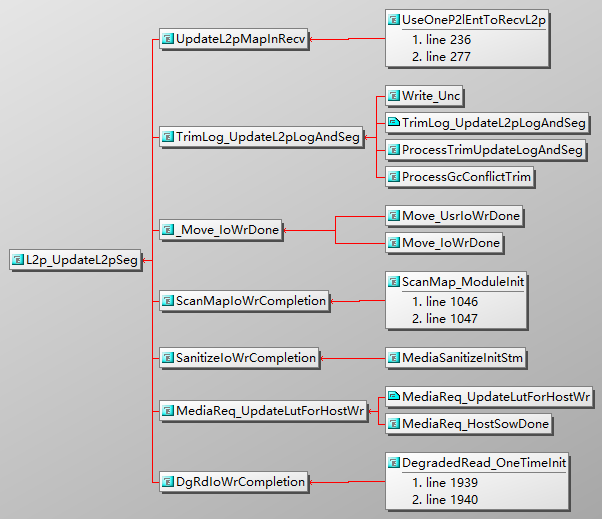 UpdateL2pMapInRecv
UseOneP2lEntToRecvL2p
1. line 236
2. line 277
Write_Unc
TrimLog_UpdateL2pLogAndSeg
TrimLog_UpdateL2pLogAndSeg
ProcessTrimUpdateLogAndSeg
ProcessGcConflictTrim
_Move_IoWrDone
Move_UsrIoWrDone
Move_IoWrDone
L2p_UpdateL2pSeg
ScanMapIoWrCompletion
ScanMap_ModuleInit
1. line 1046
2. line 1047
SanitizeIoWrCompletion
MediaSanitizeInitStm
MediaReq_UpdateLutForHostWr
MediaReq_UpdateLutForHostWr
MediaReq_HostSowDone
DgRdIoWrCompletion
DegradedRead_OneTimeInit
1. line 1939
2. line 1940